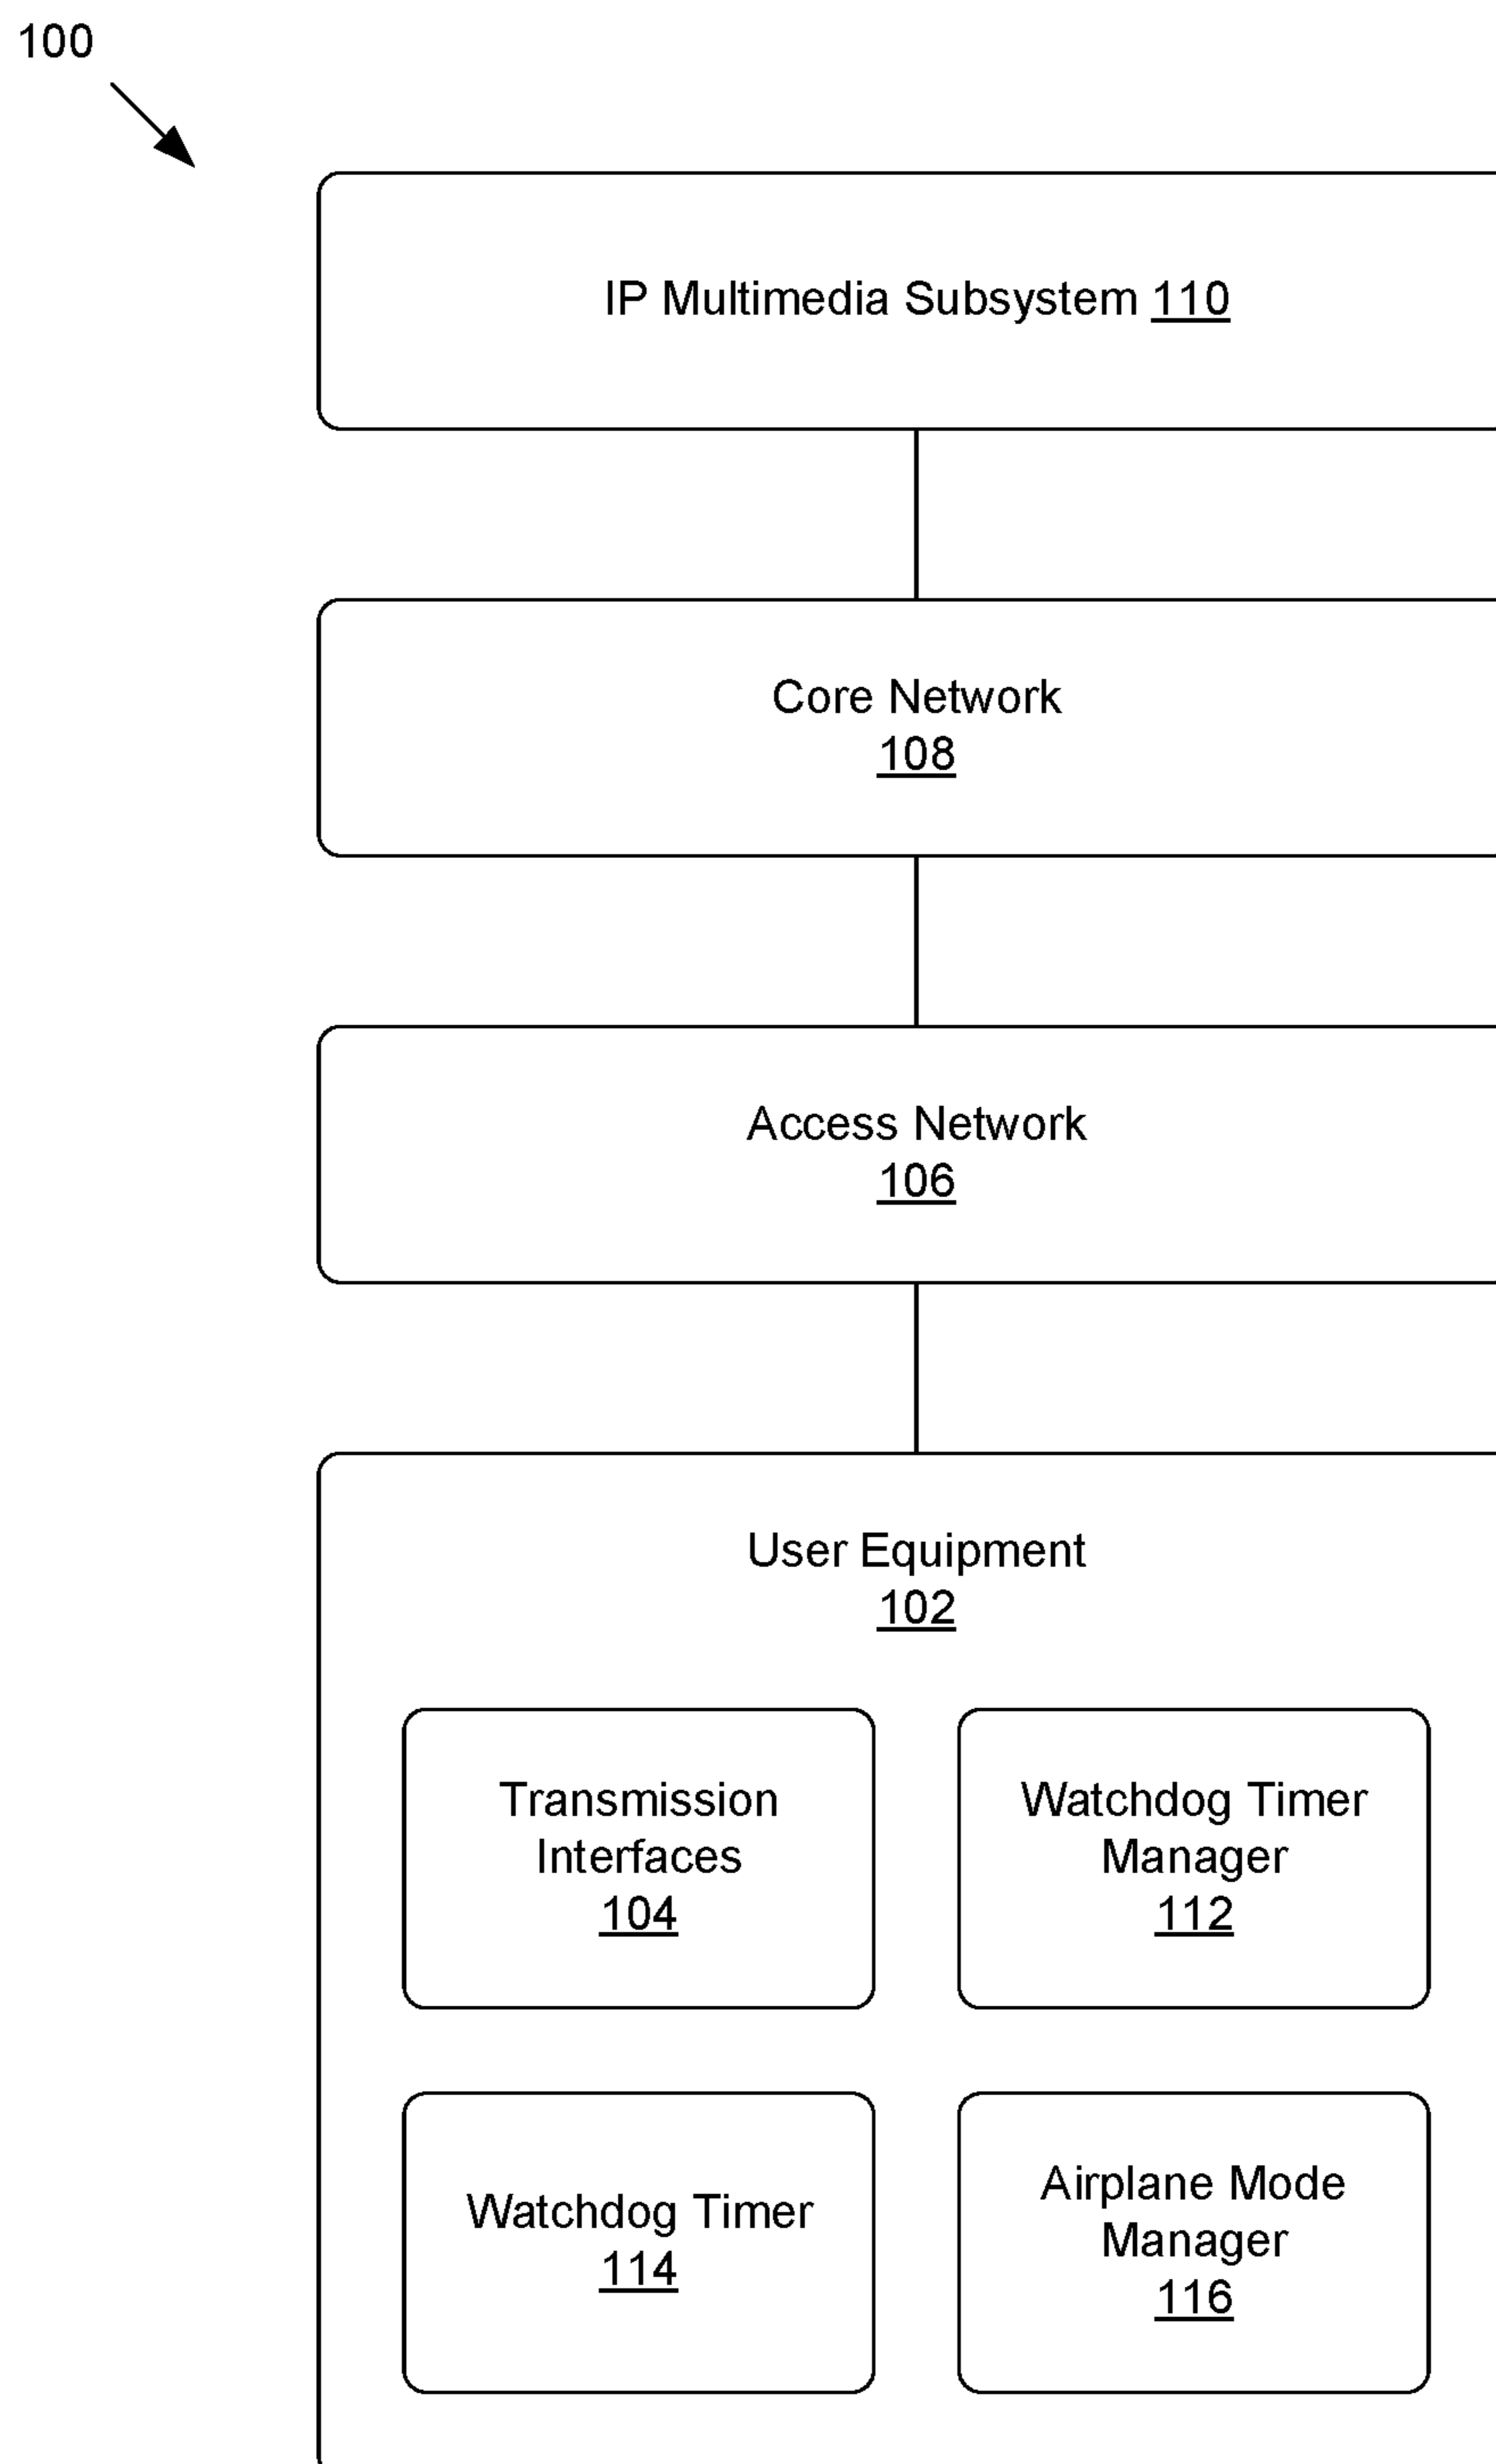 100
IP Multimedia Subsystem 110
Core Network
108
Access Network
106
User Equipment
102
Transmission
Interfaces
104
Watchdog Timer
Manager
112
Watchdog Timer
114
Airplane Mode
Manager
116